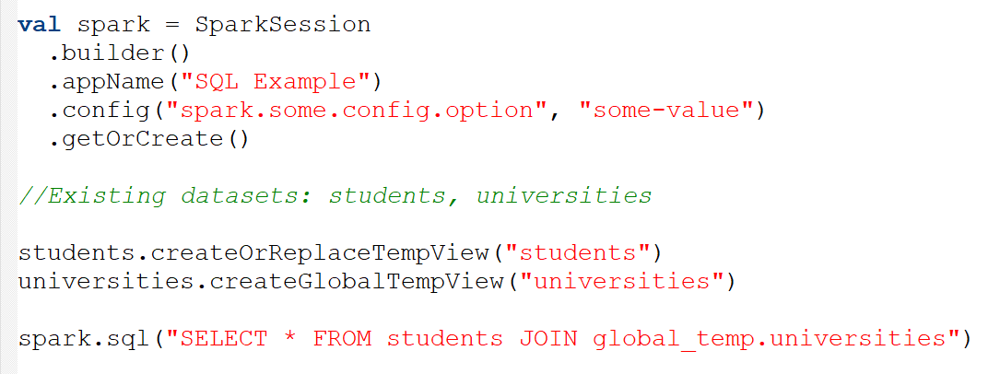 val spark = SparkSession
  .builder()
  .appName("SQL Example")
  .config("spark.some.config.option", "some-value")
  .getOrCreate()

//Existing datasets: students, universities

students.createOrReplaceTempView("students")
universities.createGlobalTempView("universities")

spark.sql("SELECT * FROM students JOIN global_temp.universities")